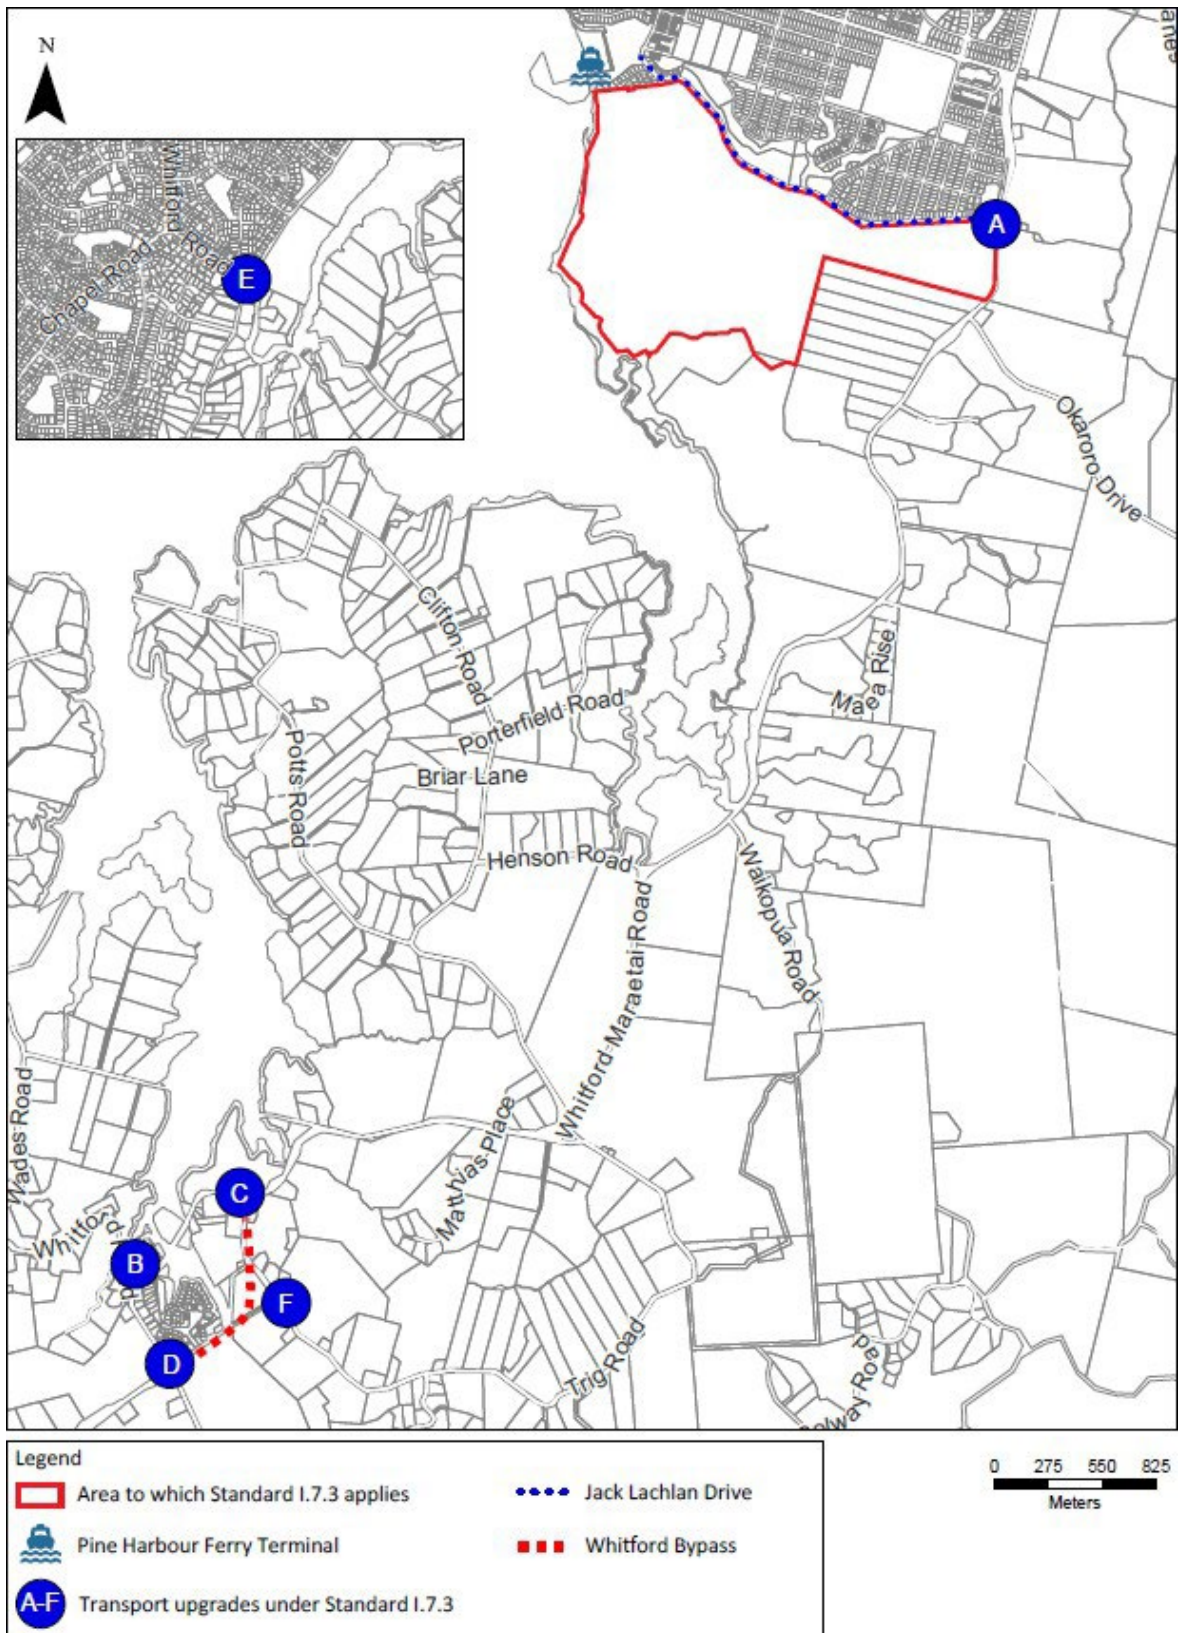 N
Whitford
Road
Chapel Road
E
A
Okaroro Drive
Clifton Road
Maea Rise
Porterfield Road
Potts Road
Briar Lane
Henson Road
Waikopua Road
Whitford Maraetai Road
Wades Road
Matthias Place
C
B
F
D
Trig Road
Legend
Area to which Standard I.7.3 applies
Jack Lachlan Drive
Pine Harbour Ferry Terminal
Whitford Bypass
A-F
Transport upgrades under Standard I.7.3
0 275 550 825
Meters